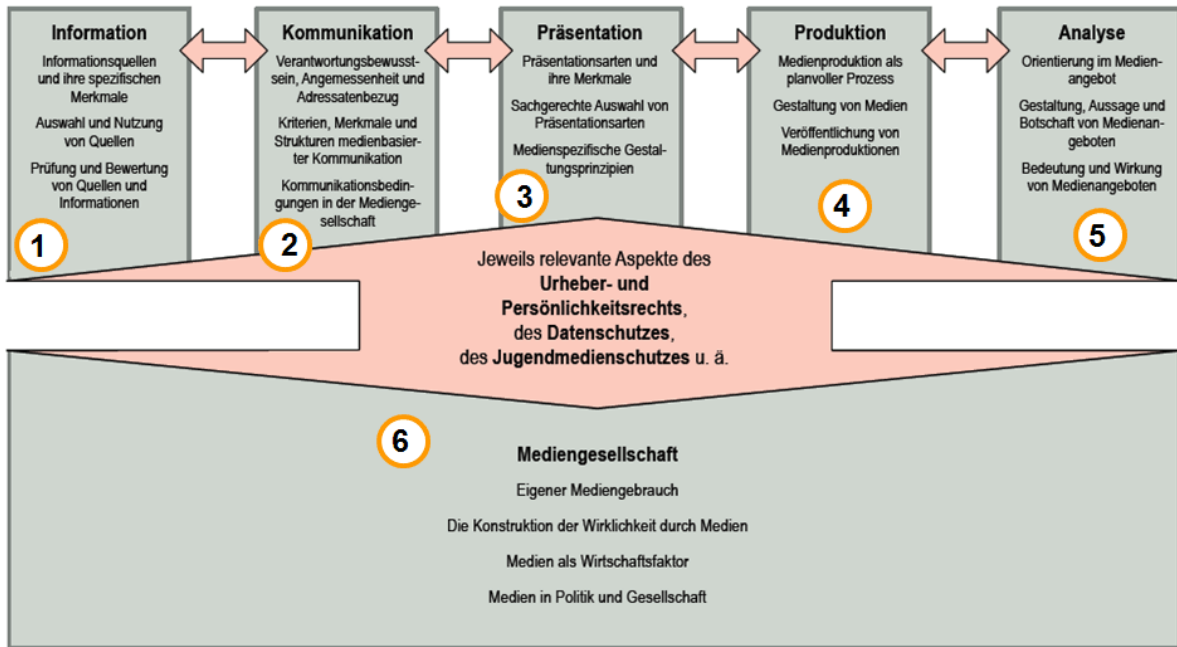 Information
Informationsquellen
und ihre spezifischen
Merkmale
Auswahl und Nutzung
von Quellen
Prüfung und Bewertung
von Quellen und
Informationen
1
Kommunikation
Verantwortungsbewusst-
sein, Angemessenheit und
Adressatenbezug
Kriterien, Merkmale und
Strukturen medienbasier-
ter Kommunikation
Kommunikationsbedin-
gungen in der Medienge-
sellschaft
2
Präsentation
Präsentationsarten und
ihre Merkmale
Sachgerechte Auswahl von
Präsentationsarten
Medienspezifische Gestal-
tungsprinzipien
3
Produktion
Medienproduktion als
planvoller Prozess
Gestaltung von Medien
Veröffentlichung von
Medienproduktionen
4
Analyse
Orientierung im Medien-
angebot
Gestaltung, Aussage und
Botschaft von Medienan-
geboten
Bedeutung und Wirkung
von Medienangeboten
5
Jeweils relevante Aspekte des
Urheber- und
Persönlichkeitsrechts,
des Datenschutzes,
des Jugendmedienschutzes u. ä.
6
Mediengesellschaft
Eigener Mediengebrauch
Die Konstruktion der Wirklichkeit durch Medien
Medien als Wirtschaftsfaktor
Medien in Politik und Gesellschaft